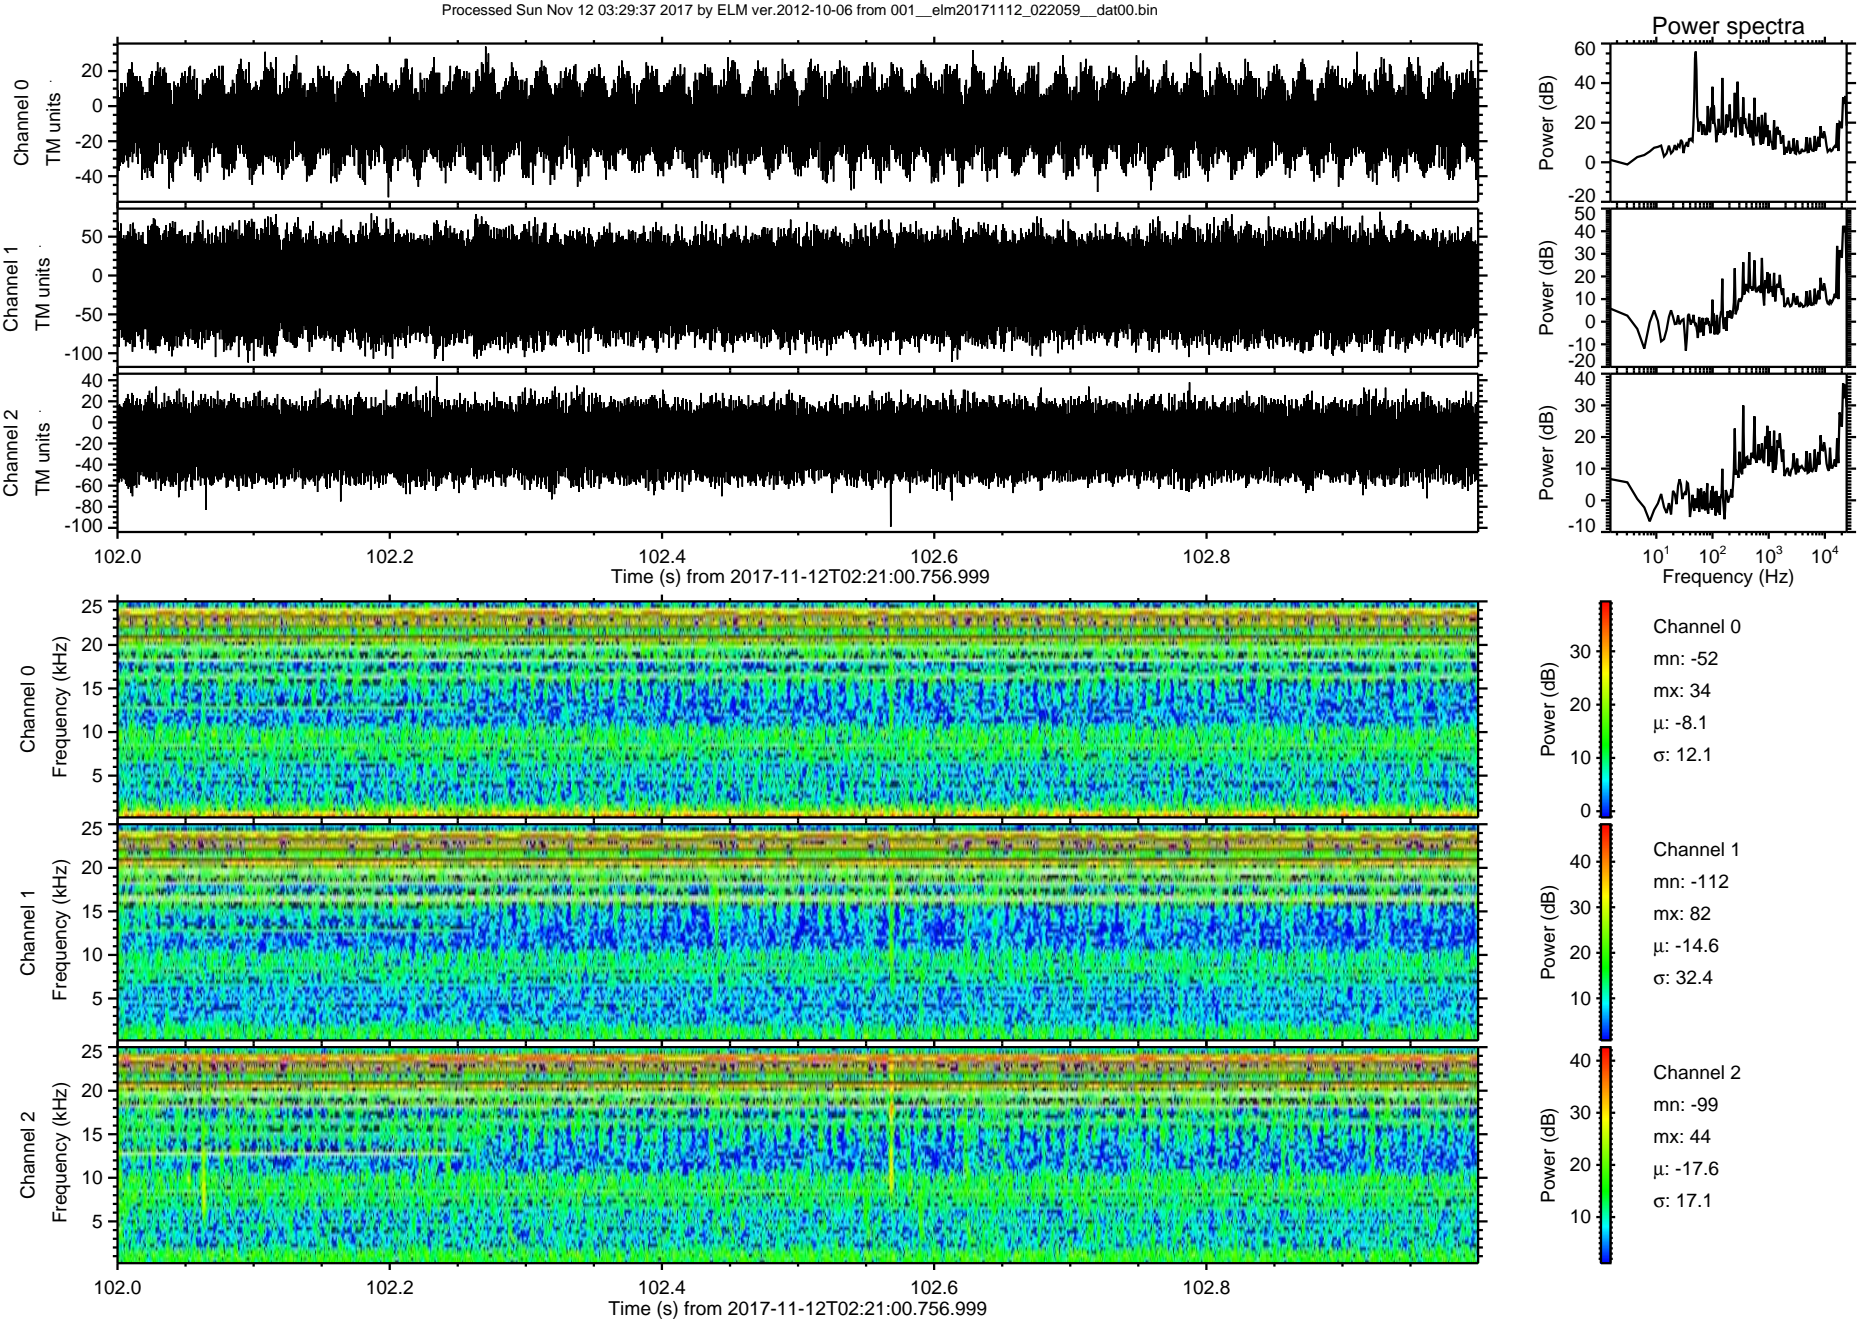 Processed Sun Nov 12 03:29:37 2017 by ELM ver.2012-10-06 from 001__elm20171112_022059__dat00.bin
Power spectra
Channel 0
TM units
20
0
-20
-40
Power (dB)
60
40
20
0
-20
Channel 1
TM units
50
0
-50
-100
Power (dB)
50
40
30
20
10
0
-10
-20
Channel 2
TM units
40
20
0
-20
-40
-60
-80
-100
Power (dB)
40
30
20
10
0
-10
102.0 102.2 102.4 102.6 102.8
Time (s) from 2017-11-12T02:21:00.756.999
10¹ 10² 10³ 10⁴
Frequency (Hz)
Channel 0
Frequency (kHz)
25
20
15
10
5
Power (dB)
30
20
10
0
Channel 0
mn: -52
mx: 34
μ: -8.1
σ: 12.1
Channel 1
Frequency (kHz)
25
20
15
10
5
Power (dB)
40
30
20
10
Channel 1
mn: -112
mx: 82
μ: -14.6
σ: 32.4
Channel 2
Frequency (kHz)
25
20
15
10
5
Power (dB)
40
30
20
10
Channel 2
mn: -99
mx: 44
μ: -17.6
σ: 17.1
102.0 102.2 102.4 102.6 102.8
Time (s) from 2017-11-12T02:21:00.756.999